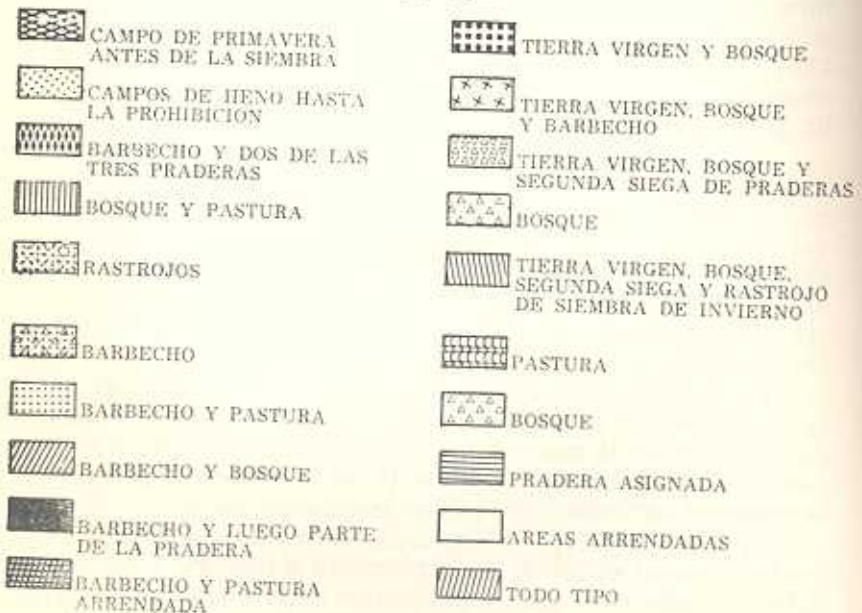 CAMPO DE PRIMAVERA
ANTES DE LA SIEMBRA
CAMPOS DE HENO HASTA
LA PROHIBICION
BARBECHO Y DOS DE LAS
TRES PRADERAS
BOSQUE Y PASTURA
RASTROJOS
BARBECHO
BARBECHO Y PASTURA
BARBECHO Y BOSQUE
BARBECHO Y LUEGO PARTE
DE LA PRADERA
BARBECHO Y PASTURA
ARRENDADA
TIERRA VIRGEN Y BOSQUE
TIERRA VIRGEN, BOSQUE
Y BARBECHO
TIERRA VIRGEN, BOSQUE Y
SEGUNDA SIEGA DE PRADERAS
BOSQUE
TIERRA VIRGEN, BOSQUE,
SEGUNDA SIEGA Y RASTROJO
DE SIEMBRA DE INVIERNO
PASTURA
BOSQUE
PRADERA ASIGNADA
AREAS ARRENDADAS
TODO TIPO